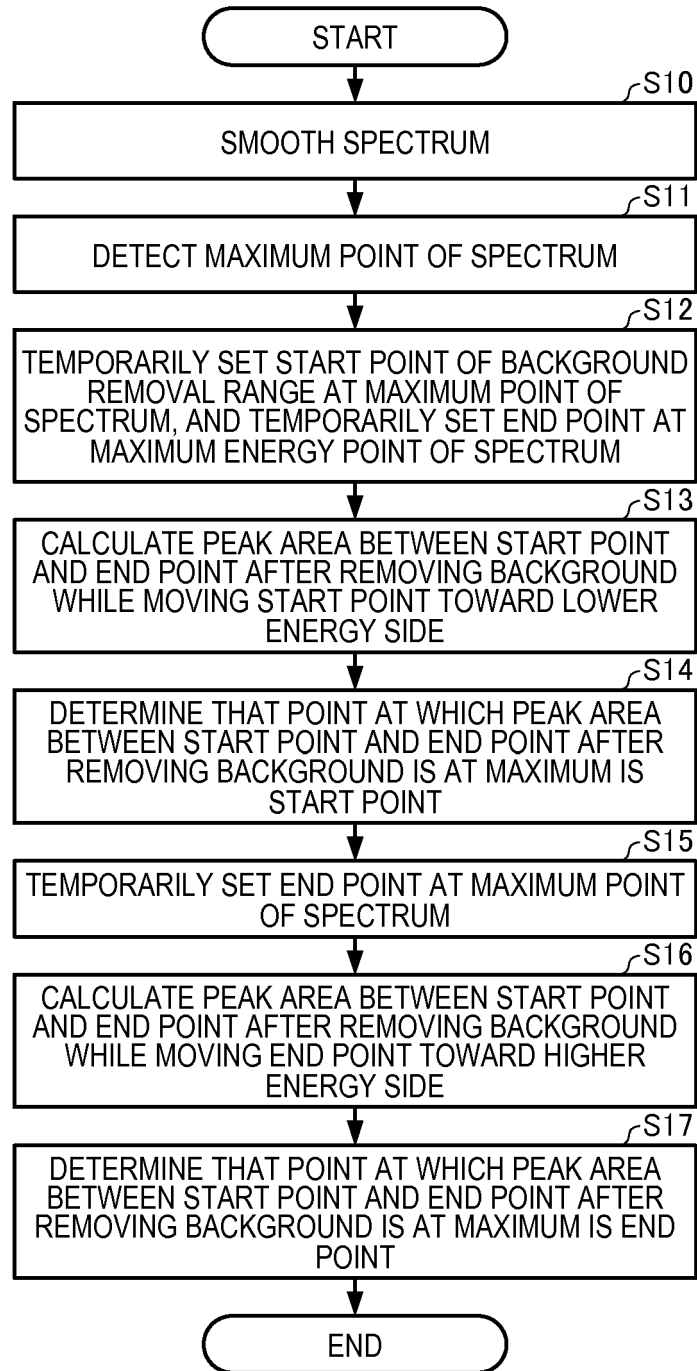 START
S10
SMOOTH SPECTRUM
S11
DETECT MAXIMUM POINT OF SPECTRUM
S12
TEMPORARILY SET START POINT OF BACKGROUND
REMOVAL RANGE AT MAXIMUM POINT OF
SPECTRUM, AND TEMPORARILY SET END POINT AT
MAXIMUM ENERGY POINT OF SPECTRUM
S13
CALCULATE PEAK AREA BETWEEN START POINT
AND END POINT AFTER REMOVING BACKGROUND
WHILE MOVING START POINT TOWARD LOWER
ENERGY SIDE
S14
DETERMINE THAT POINT AT WHICH PEAK AREA
BETWEEN START POINT AND END POINT AFTER
REMOVING BACKGROUND IS AT MAXIMUM IS
START POINT
S15
TEMPORARILY SET END POINT AT MAXIMUM POINT
OF SPECTRUM
S16
CALCULATE PEAK AREA BETWEEN START POINT
AND END POINT AFTER REMOVING BACKGROUND
WHILE MOVING END POINT TOWARD HIGHER
ENERGY SIDE
S17
DETERMINE THAT POINT AT WHICH PEAK AREA
BETWEEN START POINT AND END POINT AFTER
REMOVING BACKGROUND IS AT MAXIMUM IS END
POINT
END